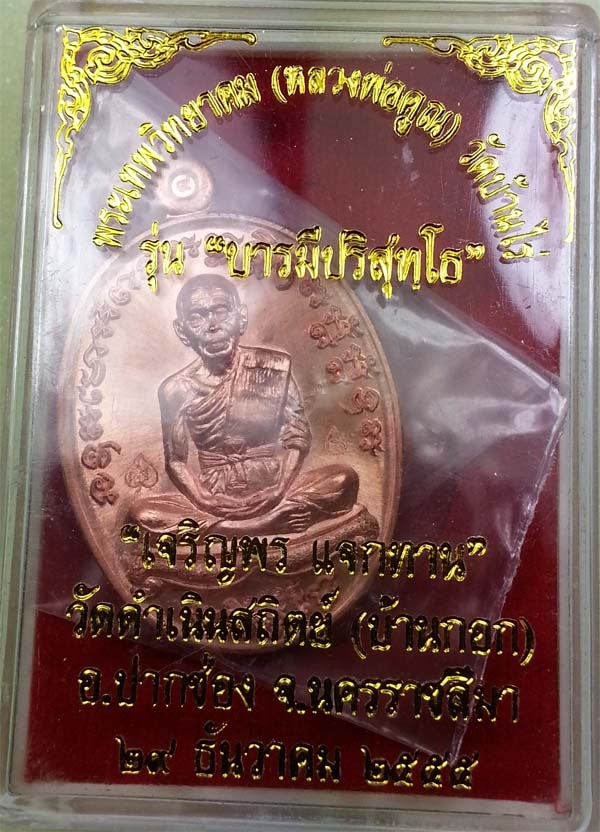 พระเทพวิทยาคม (หลวงพ่อคูณ) วัดบ้านไร่
รุ่น “บารมีปริสุทฺโธ”
“เจริญพร แจกทาน”
วัดดำเนินสถิตย์ (บ้านกอก)
อ.ปากช่อง จ.นครราชสีมา
๒๙ ธันวาคม ๒๕๕๕